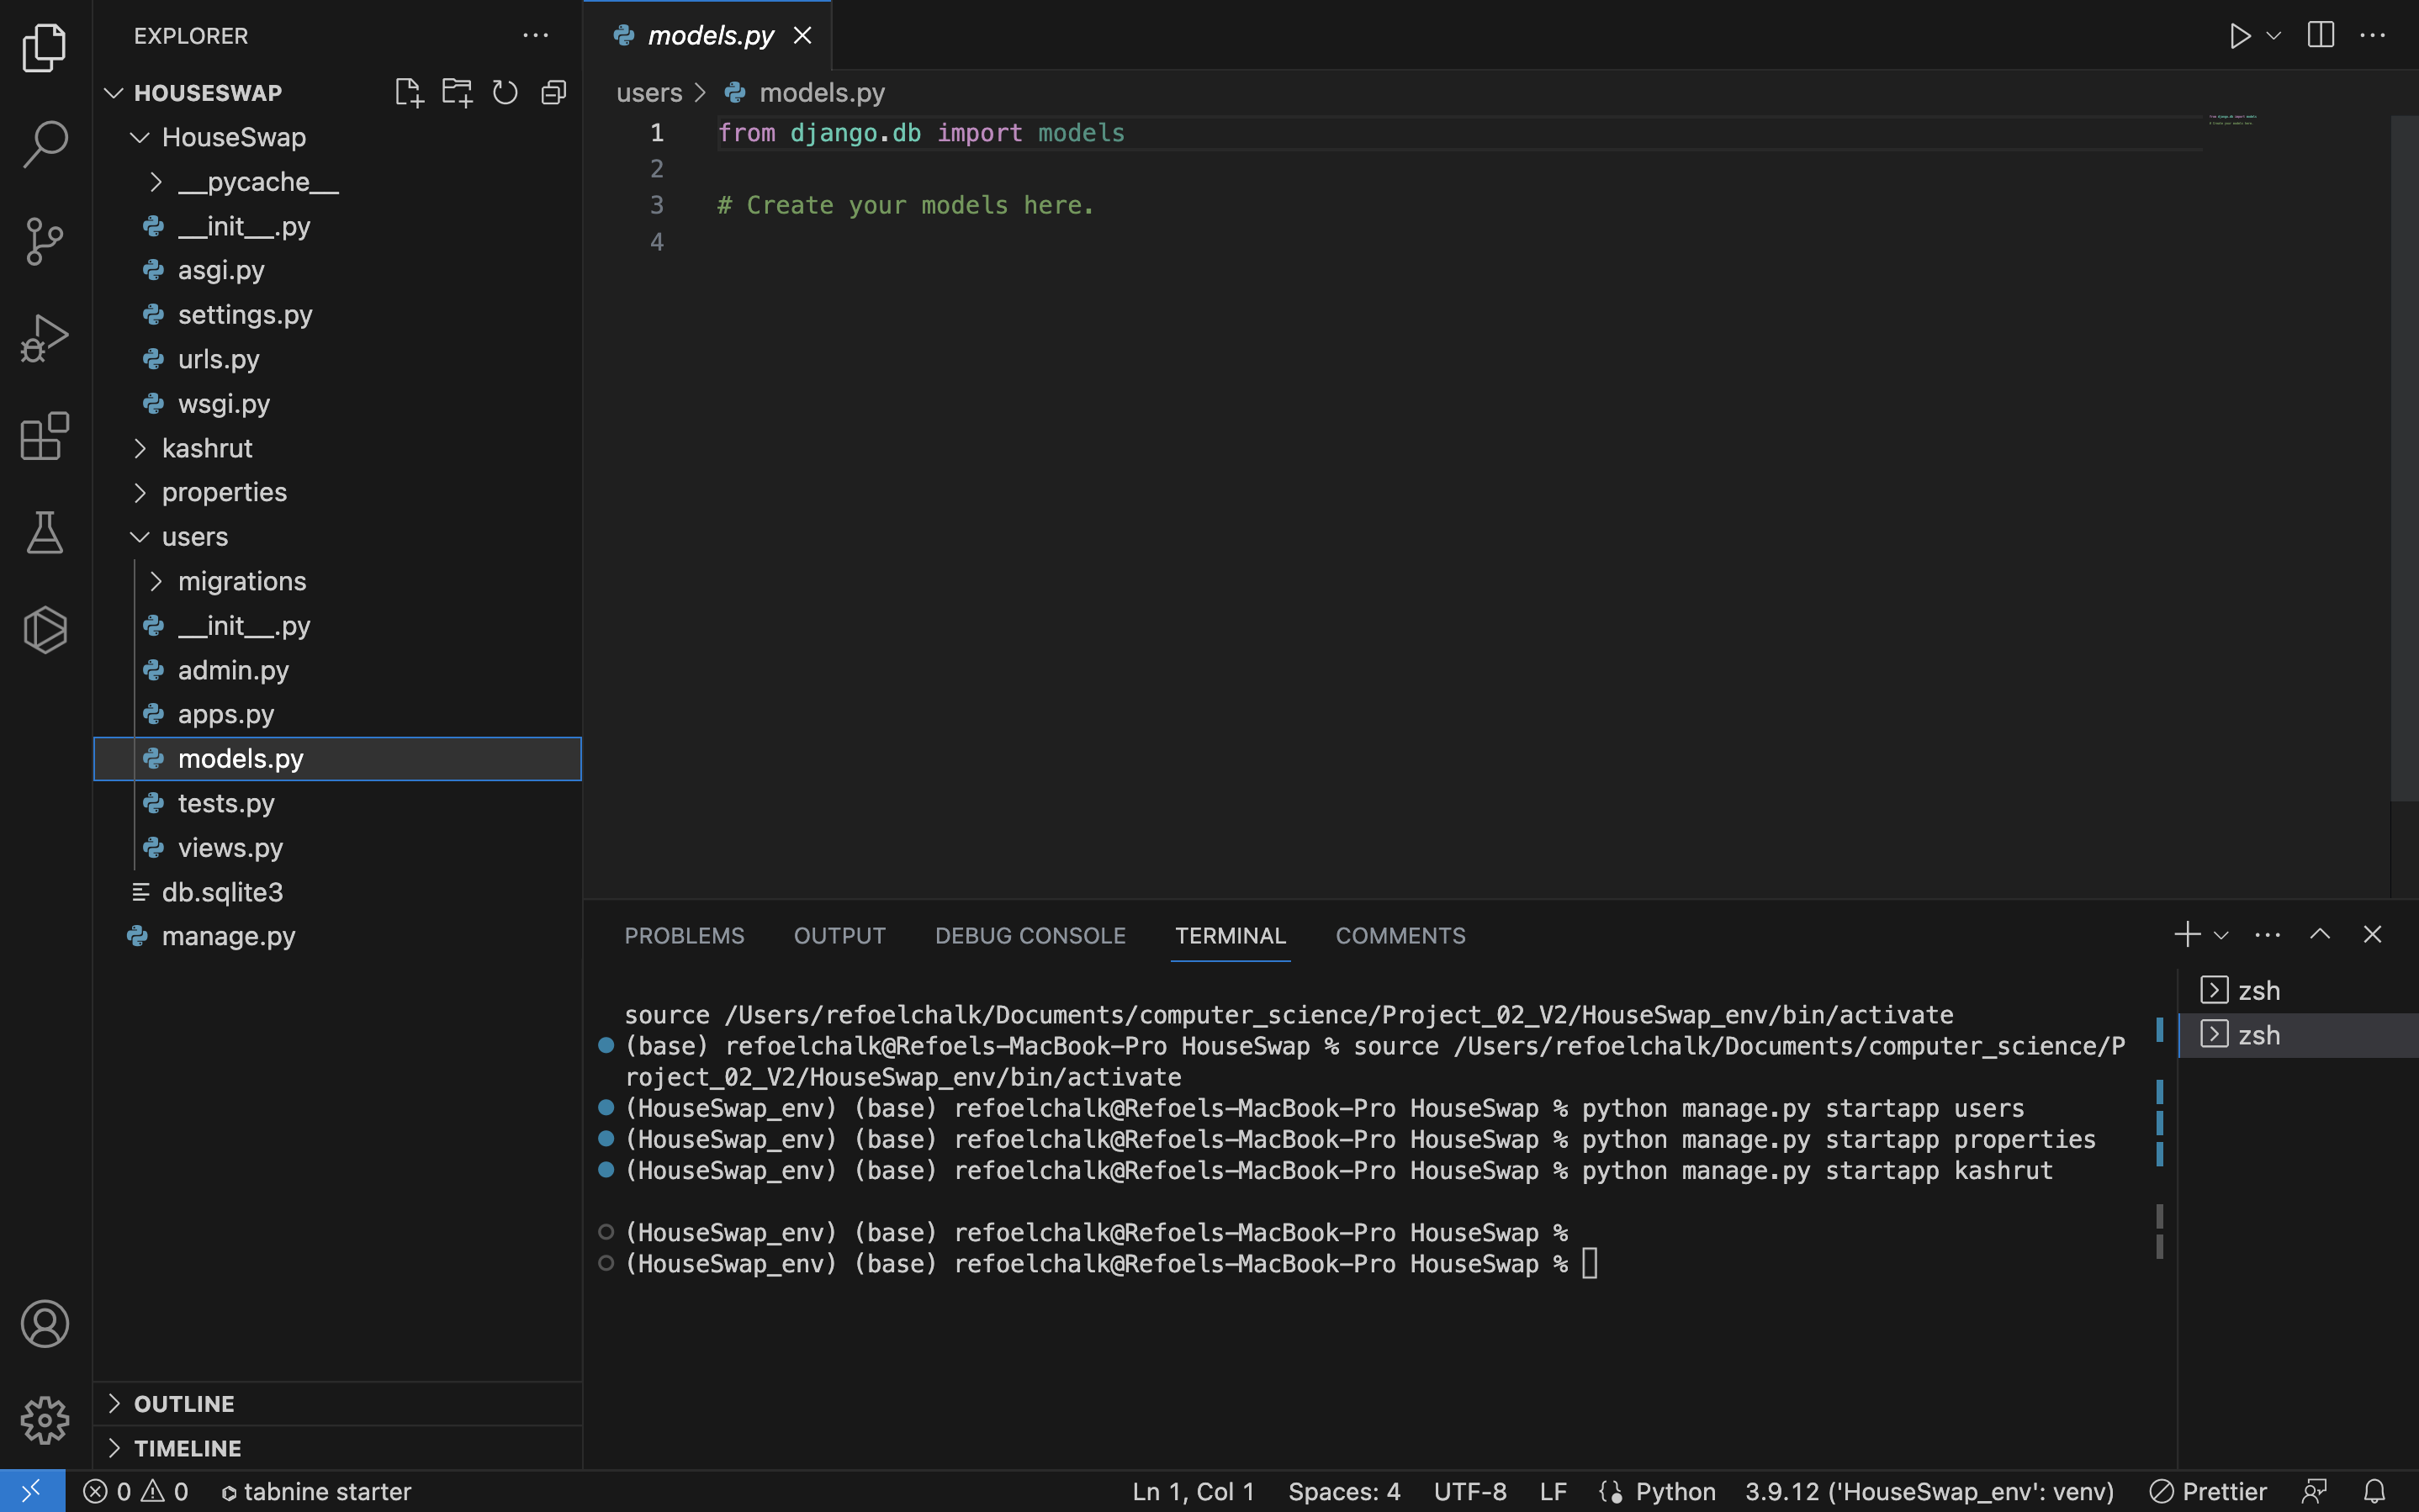 EXPLORER
HOUSESWAP
HouseSwap
__pycache__
__init__.py
asgi.py
settings.py
urls.py
wsgi.py
kashrut
properties
users
migrations
__init__.py
admin.py
apps.py
models.py
tests.py
views.py
db.sqlite3
manage.py
OUTLINE
TIMELINE
models.py
users > models.py
1 from django.db import models
2
3 # Create your models here.
4
PROBLEMS OUTPUT DEBUG CONSOLE TERMINAL COMMENTS
source /Users/refoelchalk/Documents/computer_science/Project_02_V2/HouseSwap_env/bin/activate
(base) refoelchalk@Refoels-MacBook-Pro HouseSwap % source /Users/refoelchalk/Documents/computer_science/P
roject_02_V2/HouseSwap_env/bin/activate
(HouseSwap_env) (base) refoelchalk@Refoels-MacBook-Pro HouseSwap % python manage.py startapp users
(HouseSwap_env) (base) refoelchalk@Refoels-MacBook-Pro HouseSwap % python manage.py startapp properties
(HouseSwap_env) (base) refoelchalk@Refoels-MacBook-Pro HouseSwap % python manage.py startapp kashrut
(HouseSwap_env) (base) refoelchalk@Refoels-MacBook-Pro HouseSwap %
(HouseSwap_env) (base) refoelchalk@Refoels-MacBook-Pro HouseSwap %
zsh
zsh
0 0 tabnine starter Ln 1, Col 1 Spaces: 4 UTF-8 LF Python 3.9.12 ('HouseSwap_env': venv) Prettier